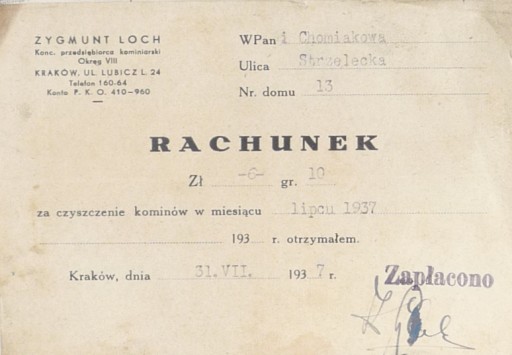 ZYGMUNT LOCH
Konc. przedsiębiorca kominiarski
Okręg VIII
KRAKÓW, UL. LUBICZ L. 24
Telefon 160-64
Konto P. K. O. 410-960
WPani Chomiakowa
Ulica Strzelecka
Nr. domu 13
RACHUNEK
Zł -6- gr. 10
za czyszczenie kominów w miesiącu lipcu 1937
193 r. otrzymałem.
Kraków, dnia 31.VII. 1937 r.
Zapłacono